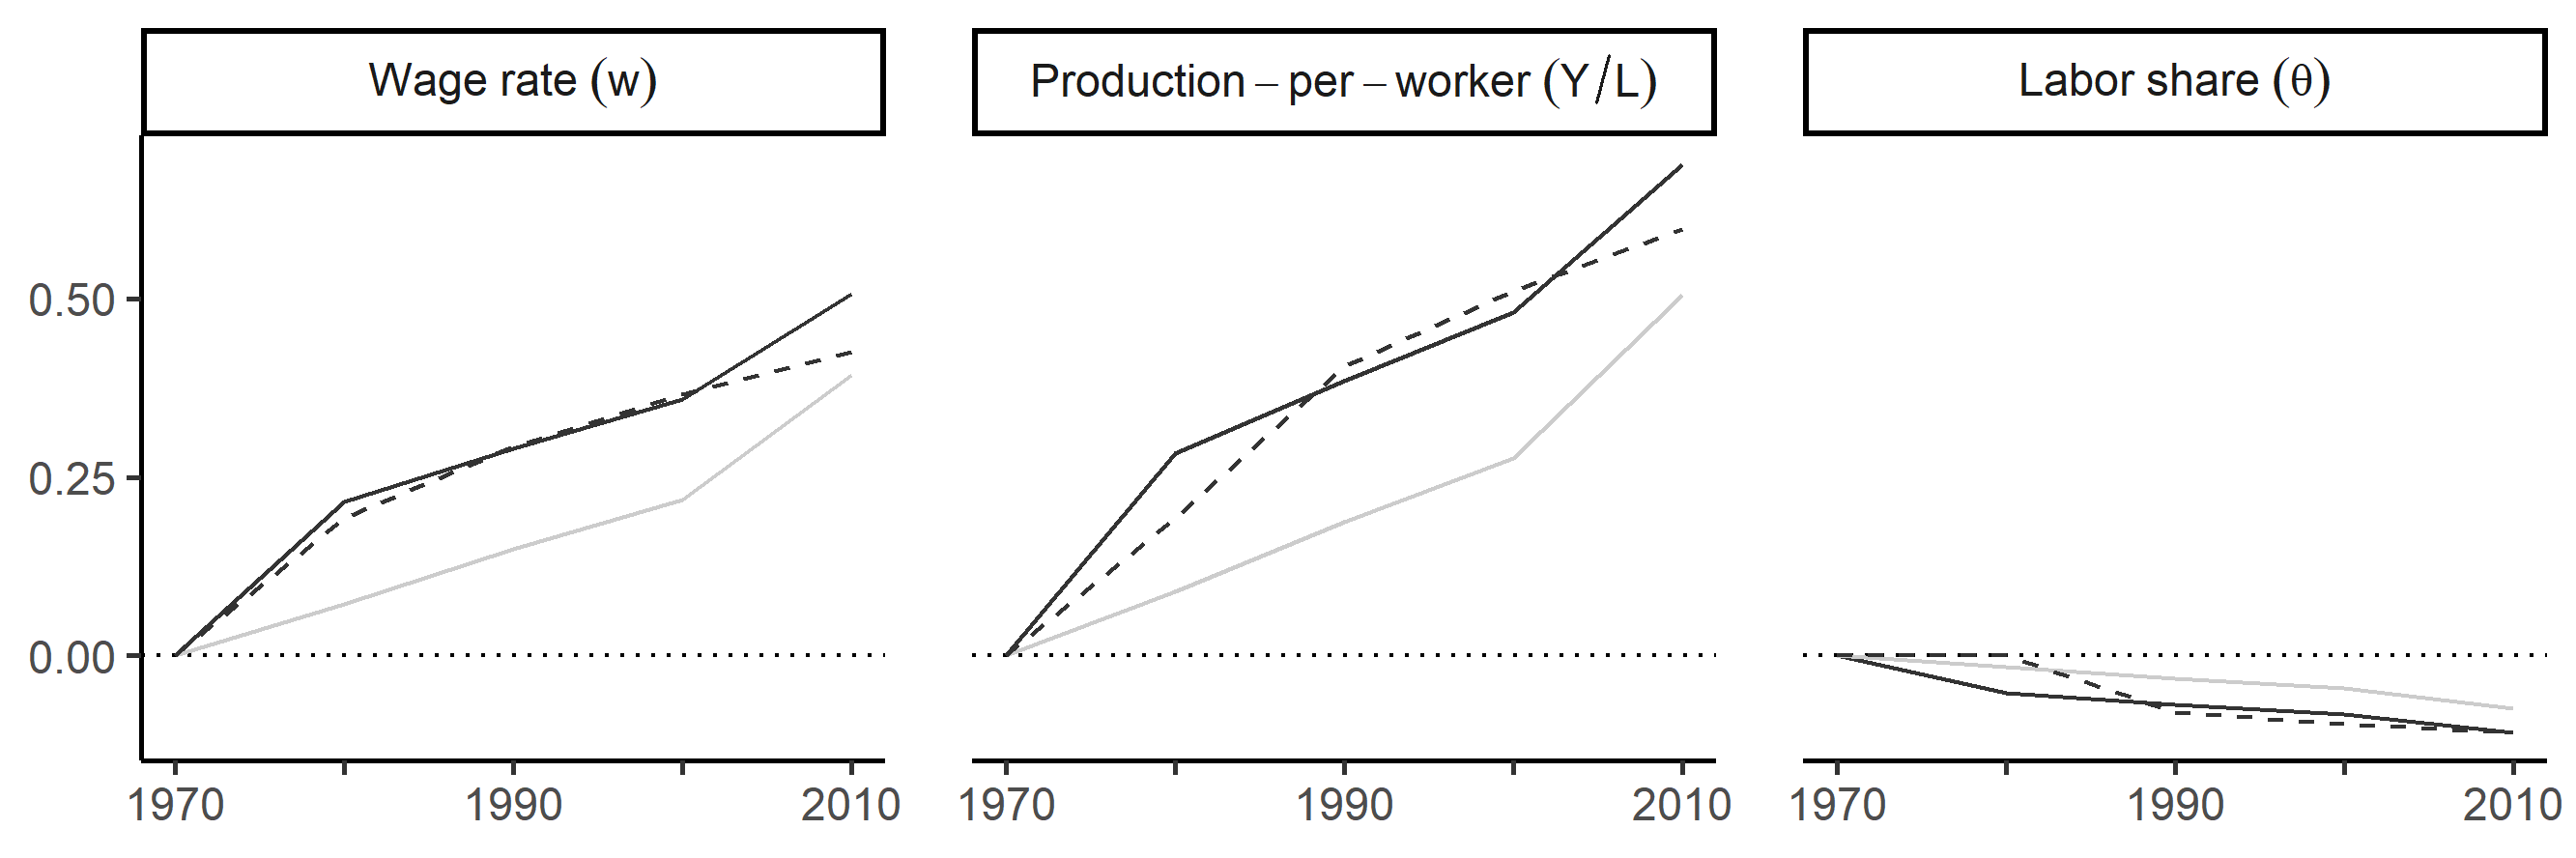 Wage rate (w)
Production – per – worker (Y/L)
Labor share (θ)
0.50
0.25
0.00
1970 1990 2010
1970 1990 2010
1970 1990 2010